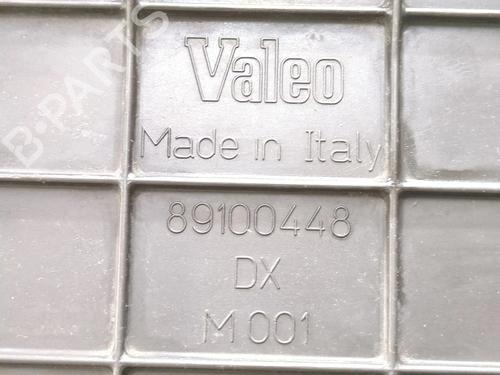 Valeo
Made in Italy
89100448
DX
M 001
B-PARTS